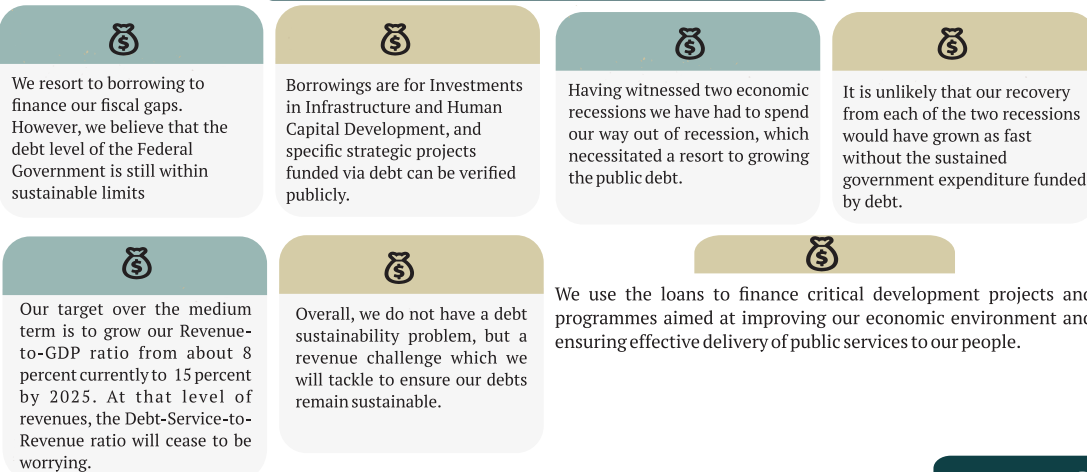 We resort to borrowing to
finance our fiscal gaps.
However, we believe that the
debt level of the Federal
Government is still within
sustainable limits
Borrowings are for Investments
in Infrastructure and Human
Capital Development, and
specific strategic projects
funded via debt can be verified
publicly.
Having witnessed two economic
recessions we have had to spend
our way out of recession, which
necessitated a resort to growing
the public debt.
It is unlikely that our recovery
from each of the two recessions
would have grown as fast
without the sustained
government expenditure funded
by debt.
Our target over the medium
term is to grow our Revenue-
to-GDP ratio from about 8
percent currently to 15 percent
by 2025. At that level of
revenues, the Debt-Service-to-
Revenue ratio will cease to be
worrying.
Overall, we do not have a debt
sustainability problem, but a
revenue challenge which we
will tackle to ensure our debts
remain sustainable.
We use the loans to finance critical development projects and
programmes aimed at improving our economic environment and
ensuring effective delivery of public services to our people.